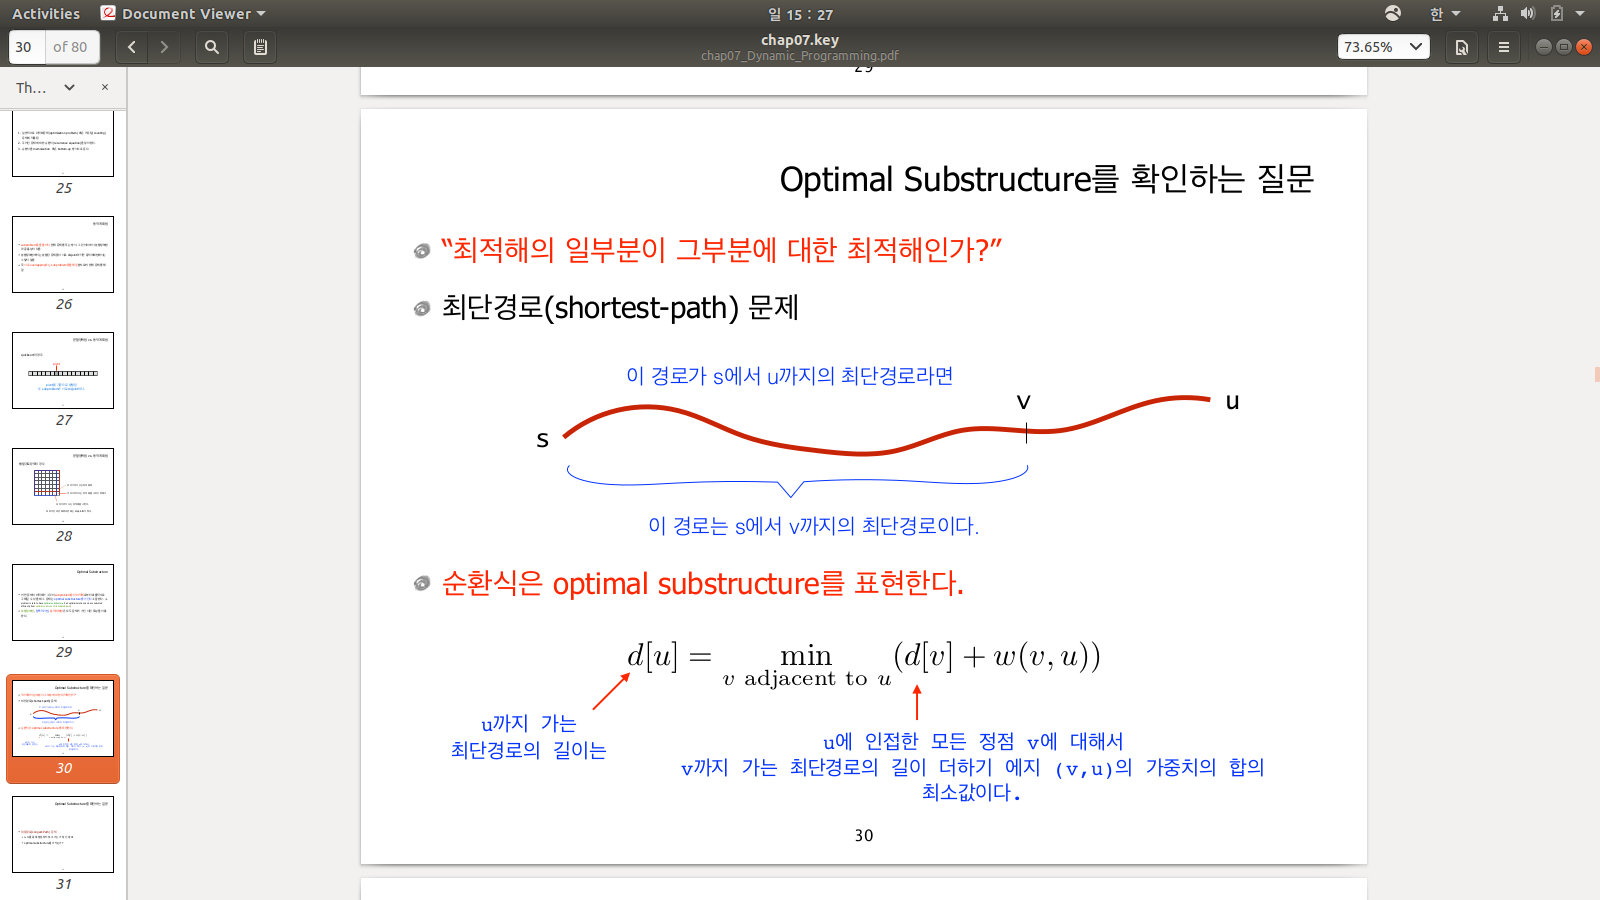 Activities
Document Viewer
일 15 : 27
한
30
of 80
chap07.key
chap07_Dynamic_Programming.pdf
73.65%
Th...
×
25
26
27
28
29
30
31
29
Optimal Substructure를 확인하는 질문
“최적해의 일부분이 그부분에 대한 최적해인가?”
최단경로(shortest-path) 문제
이 경로가 s에서 u까지의 최단경로라면
v
u
s
이 경로는 s에서 v까지의 최단경로이다.
순환식은 optimal substructure를 표현한다.
d[u] = min (d[v] + w(v, u))
v adjacent to u
u까지 가는
최단경로의 길이는
u에 인접한 모든 정점 v에 대해서
v까지 가는 최단경로의 길이 더하기 에지 (v,u)의 가중치의 합의
최소값이다.
30